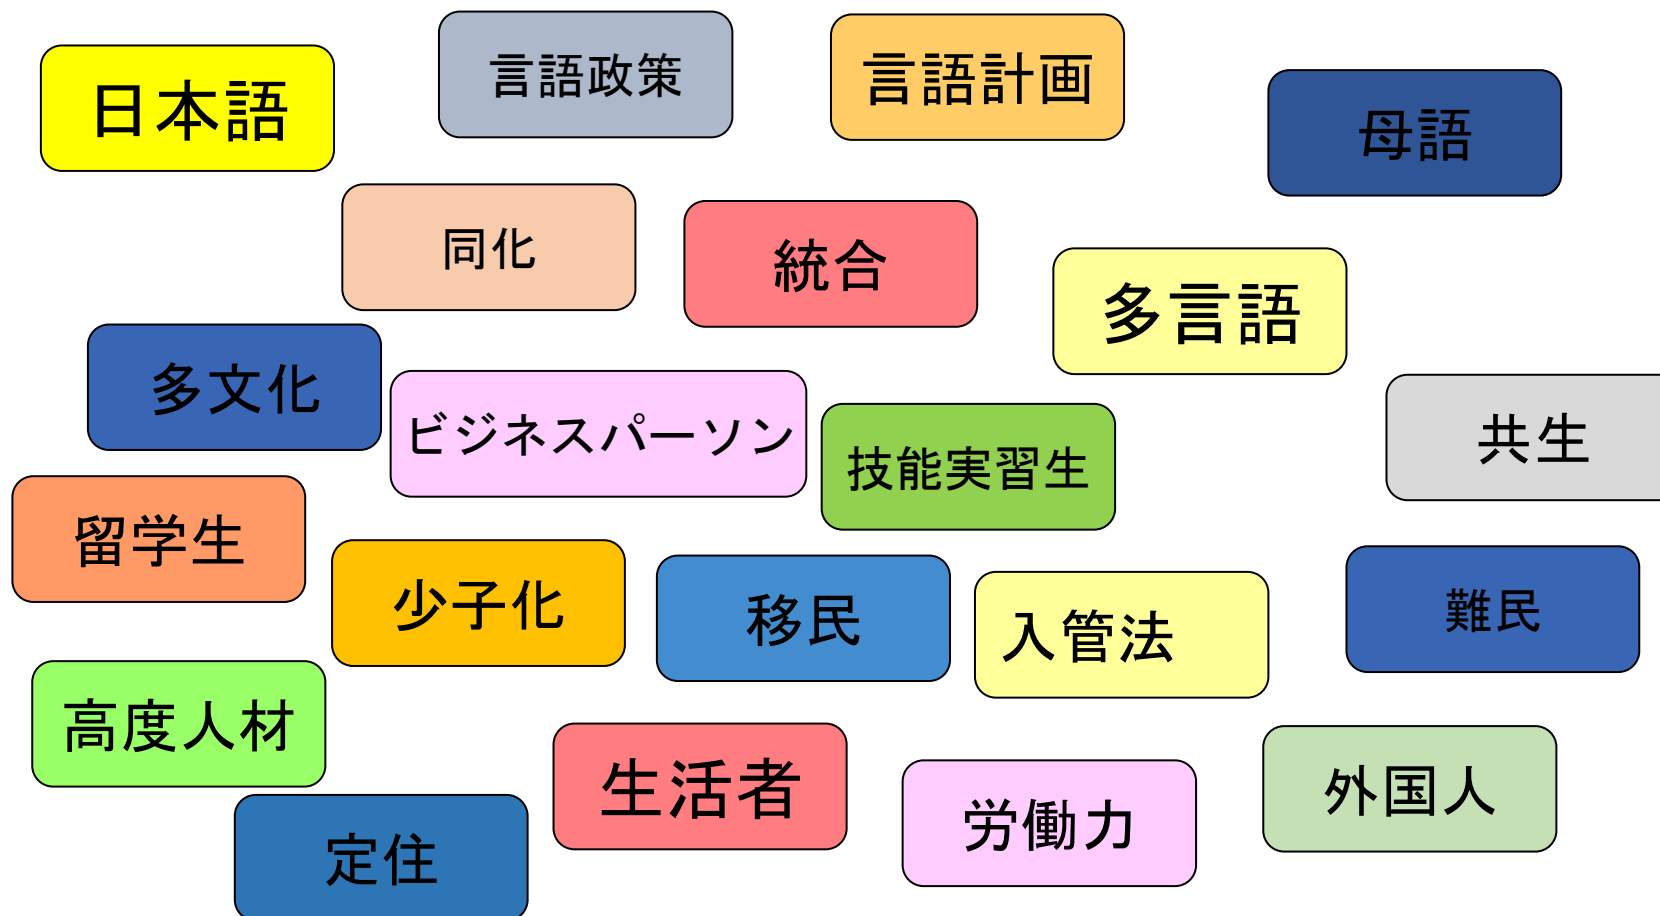 日本語
言語政策
言語計画
母語
同化
統合
多言語
多文化
ビジネスパーソン
技能実習生
共生
留学生
少子化
移民
入管法
難民
高度人材
生活者
労働力
外国人
定住